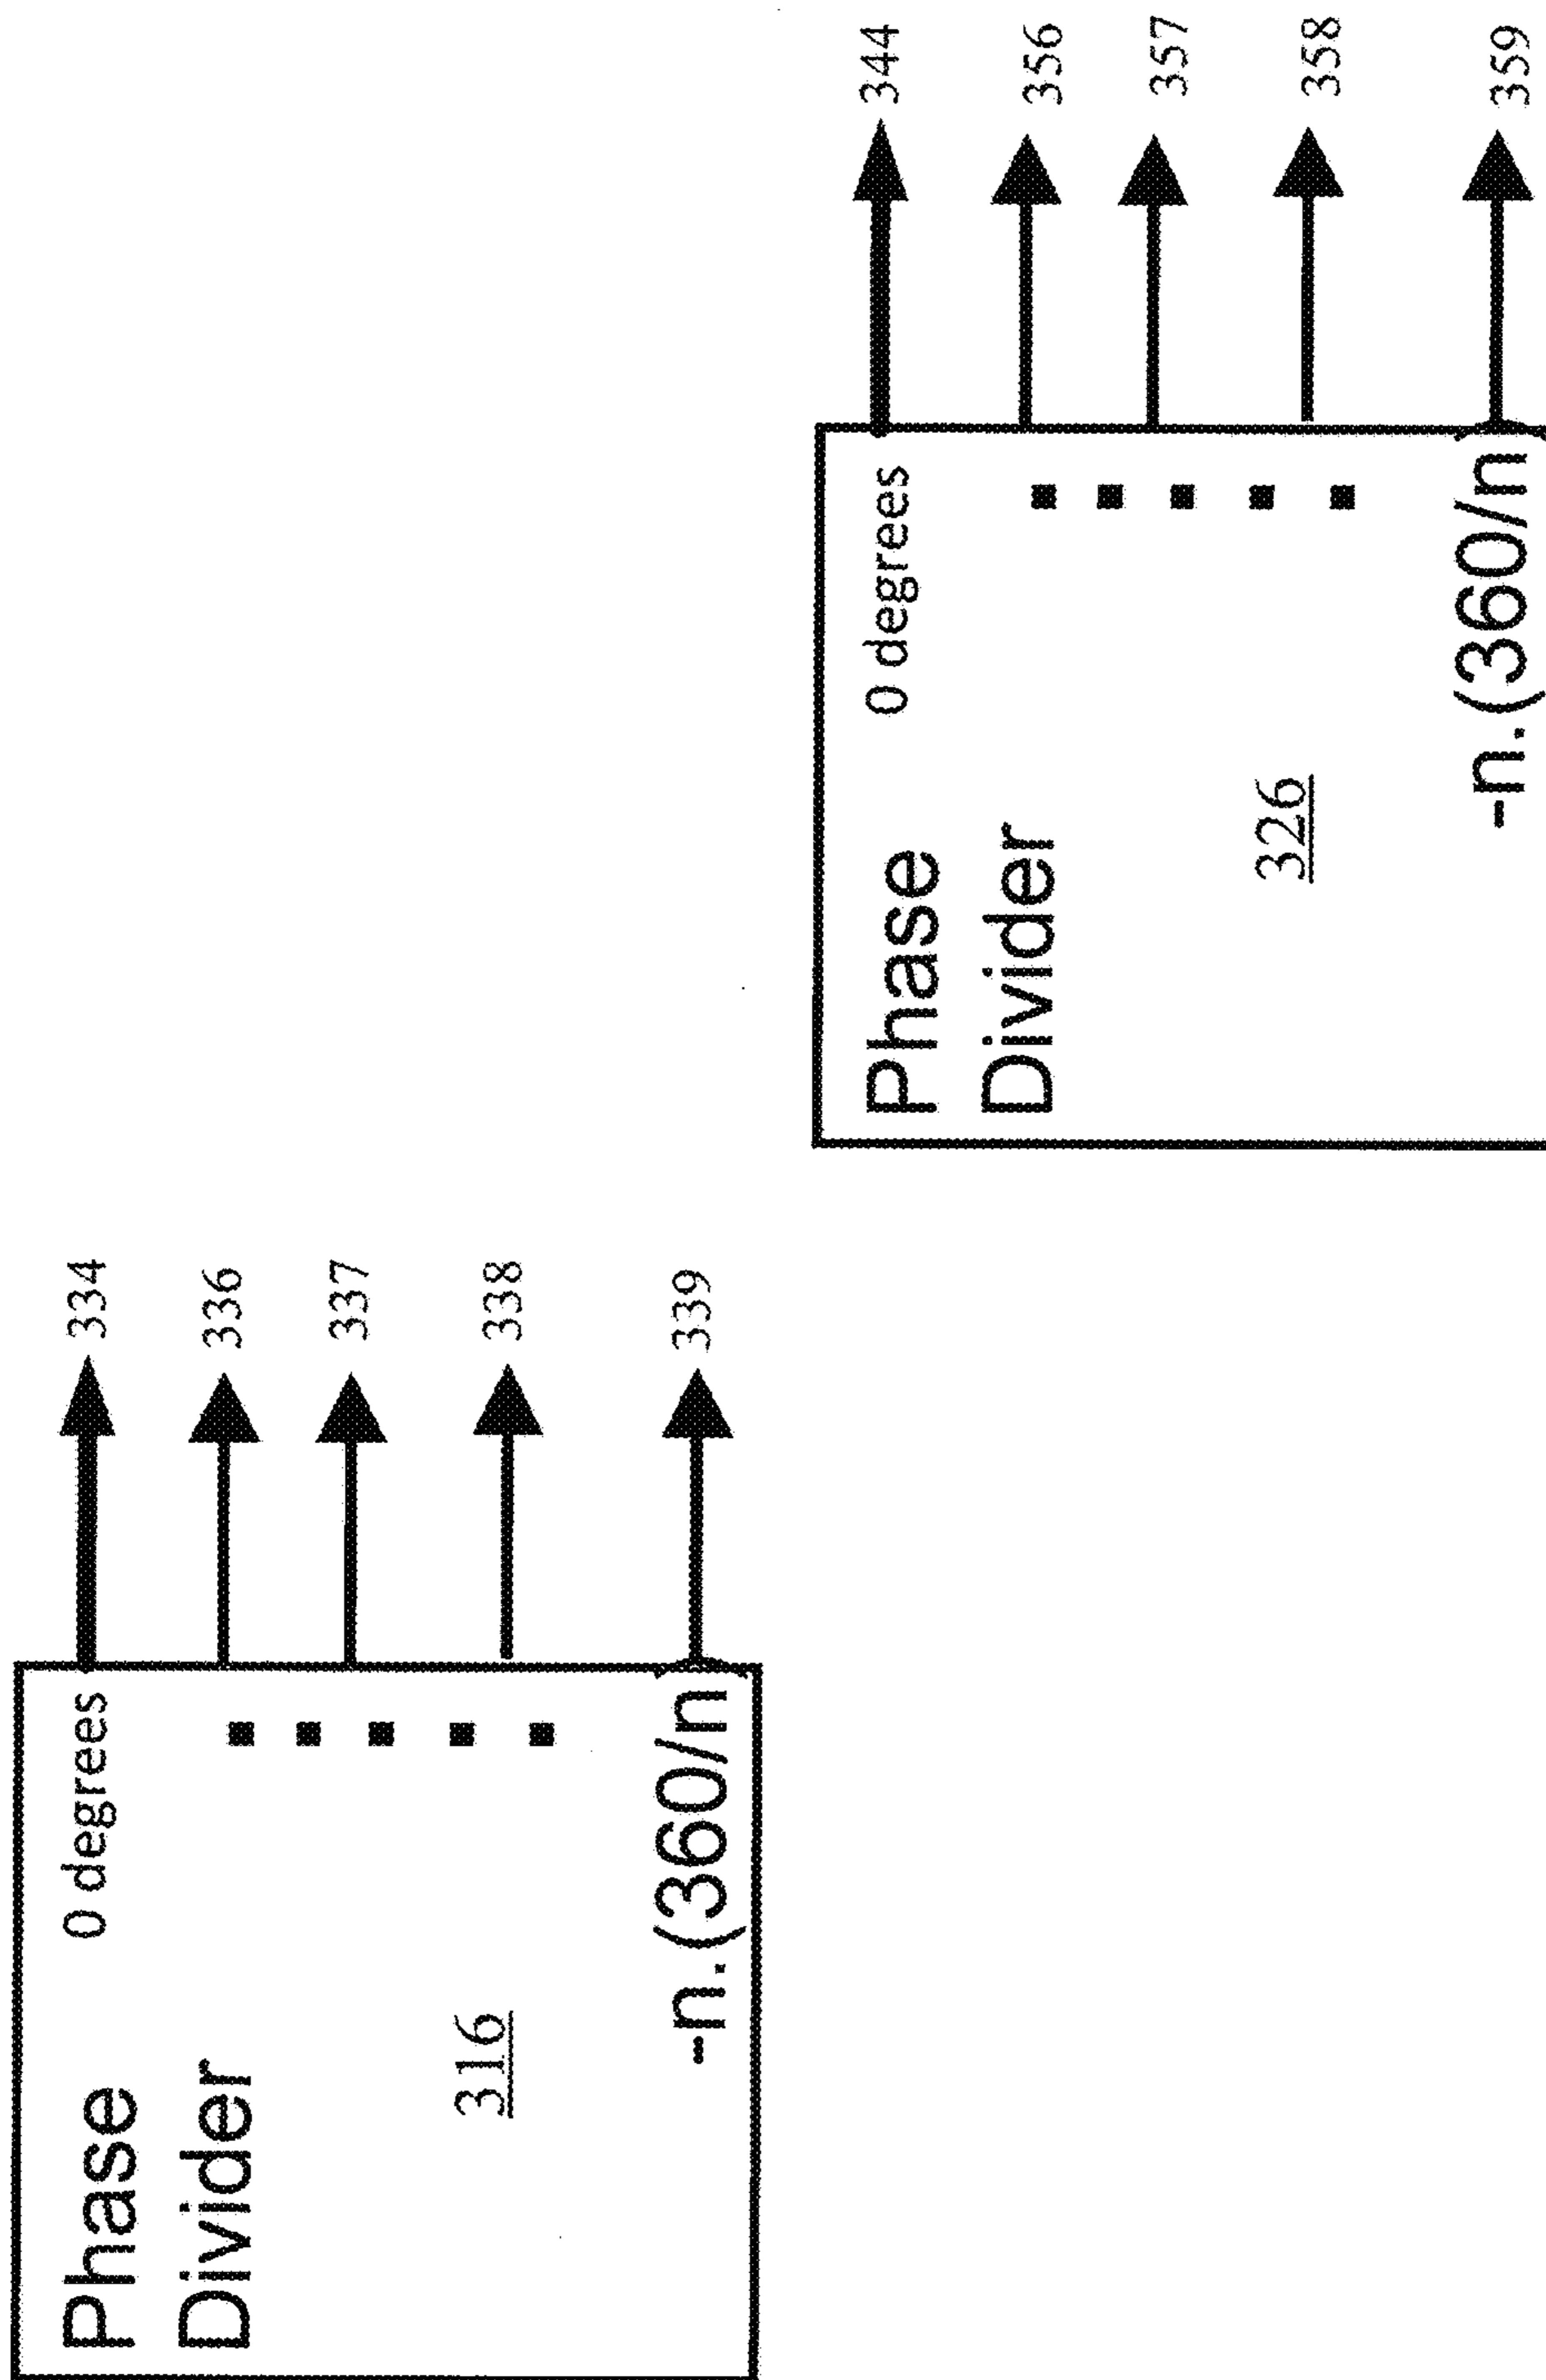 Phase
Divider
0 degrees
316
-n.(360/n)
334
336
337
338
339
Phase
Divider
0 degrees
326
-n.(360/n)
344
356
357
358
359